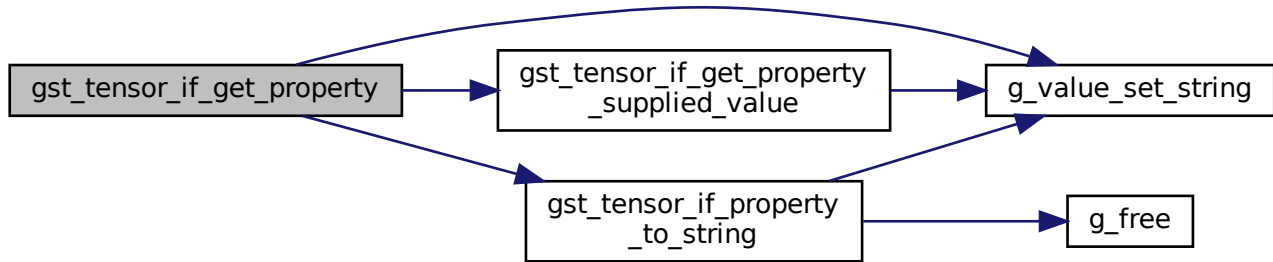 gst_tensor_if_get_property
gst_tensor_if_get_property
_supplied_value
g_value_set_string
gst_tensor_if_property
_to_string
g_free